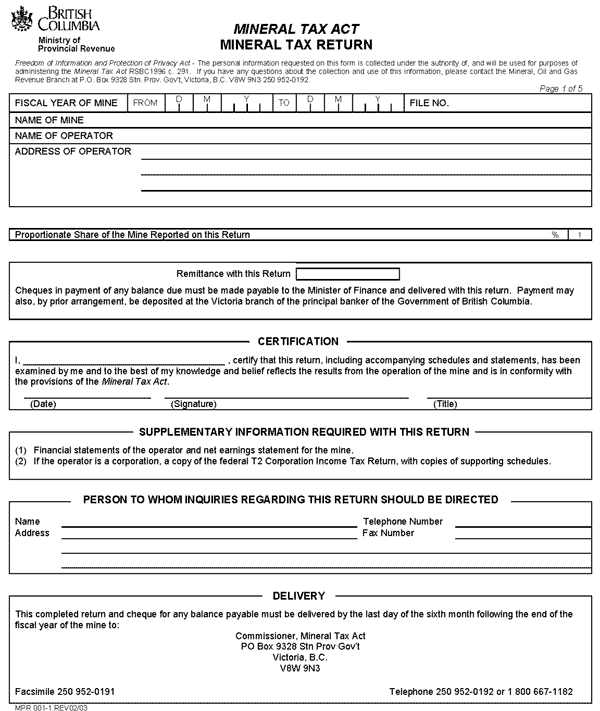 BRITISH
COLUMBIA
Ministry of
Provincial Revenue
MINERAL TAX ACT
MINERAL TAX RETURN
Freedom of Information and Protection of Privacy Act - The personal information requested on this form is collected under the authority of, and will be used for purposes of
administering the Mineral Tax Act RSBC1996 c. 291. If you have any questions about the collection and use of this information, please contact the Mineral, Oil and Gas
Revenue Branch at P.O. Box 9328 Stn. Prov. Gov't, Victoria, B.C. V8W 9N3 250 952-0192.
Page 1 of 5
FISCAL YEAR OF MINE FROM D M Y TO D M Y FILE NO.
NAME OF MINE
NAME OF OPERATOR
ADDRESS OF OPERATOR
Proportionate Share of the Mine Reported on this Return % 1
Remittance with this Return
Cheques in payment of any balance due must be made payable to the Minister of Finance and delivered with this return. Payment may
also, by prior arrangement, be deposited at the Victoria branch of the principal banker of the Government of British Columbia.
CERTIFICATION
I, ________________________________ , certify that this return, including accompanying schedules and statements, has been
examined by me and to the best of my knowledge and belief reflects the results from the operation of the mine and is in conformity with
the provisions of the Mineral Tax Act.
(Date) (Signature) (Title)
SUPPLEMENTARY INFORMATION REQUIRED WITH THIS RETURN
(1) Financial statements of the operator and net earnings statement for the mine.
(2) If the operator is a corporation, a copy of the federal T2 Corporation Income Tax Return, with copies of supporting schedules.
PERSON TO WHOM INQUIRIES REGARDING THIS RETURN SHOULD BE DIRECTED
Name Telephone Number
Address Fax Number
DELIVERY
This completed return and cheque for any balance payable must be delivered by the last day of the sixth month following the end of the
fiscal year of the mine to:
Commissioner, Mineral Tax Act
PO Box 9328 Stn Prov Gov't
Victoria, B.C.
V8W 9N3
Facsimile 250 952-0191 Telephone 250 952-0192 or 1 800 667-1182
MPR 001-1 REV02/03